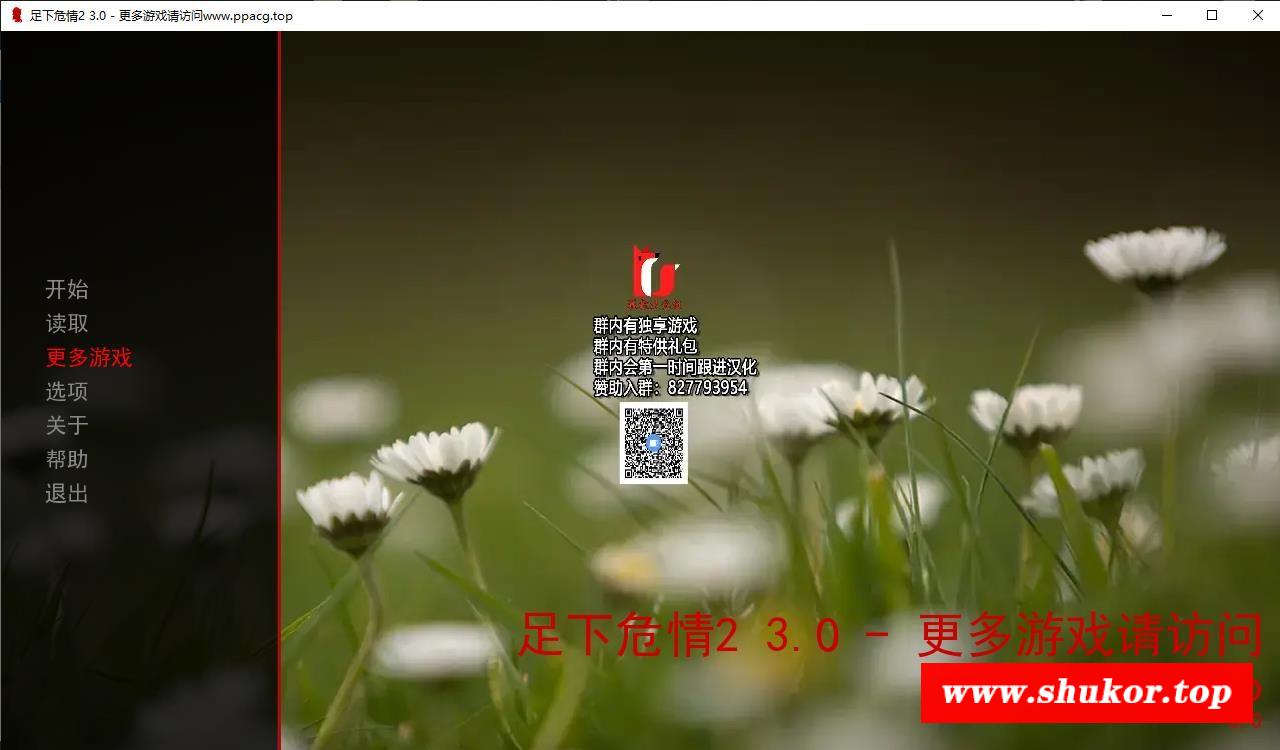 足下危情2 3.0 - 更多游戏请访问www.ppacg.top
开始
读取
更多游戏
选项
关于
帮助
退出
群内有独享游戏
群内有特供礼包
群内会第一时间跟进汉化
赞助入群：827793954
足下危情2 3.0 - 更多游戏请访问
www.shukor.top